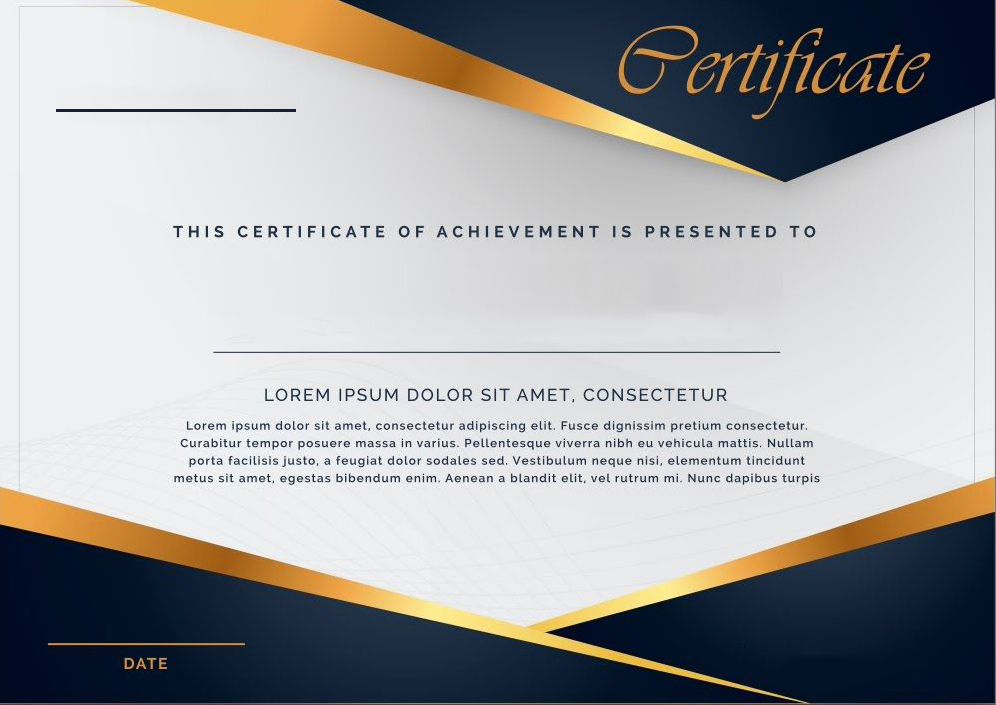 Certificate
THIS CERTIFICATE OF ACHIEVEMENT IS PRESENTED TO
LOREM IPSUM DOLOR SIT AMET, CONSECTETUR
Lorem ipsum dolor sit amet, consectetur adipiscing elit. Fusce dignissim pretium consectetur.
Curabitur tempor posuere massa in varius. Pellentesque viverra nibh eu vehicula mattis. Nullam
porta facilisis justo, a feugiat dolor sodales sed. Vestibulum neque nisi, elementum tincidunt
metus sit amet, egestas bibendum enim. Aenean a blandit elit, vel rutrum mi. Nunc dapibus turpis
DATE